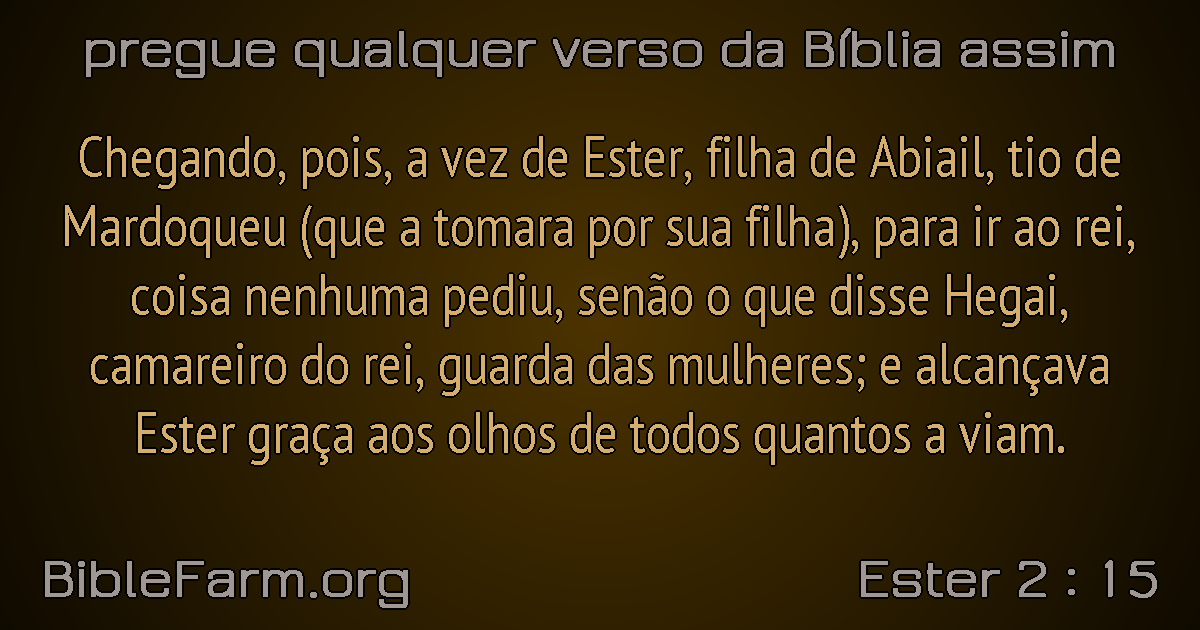 pregue qualquer verso da Bíblia assim
Chegando, pois, a vez de Ester, filha de Abiail, tio de
Mardoqueu (que a tomara por sua filha), para ir ao rei,
coisa nenhuma pediu, senão o que disse Hegai,
camareiro do rei, guarda das mulheres; e alcançava
Ester graça aos olhos de todos quantos a viam.
BibleFarm.org
Ester 2 : 15